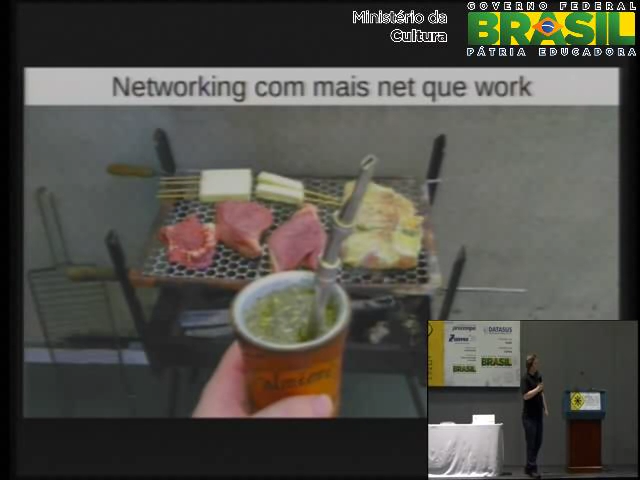 Ministério da
Cultura
GOVERNO FEDERAL
BRASIL
PÁTRIA EDUCADORA
Networking com mais net que work
DATASUS
BRASIL
BRASIL